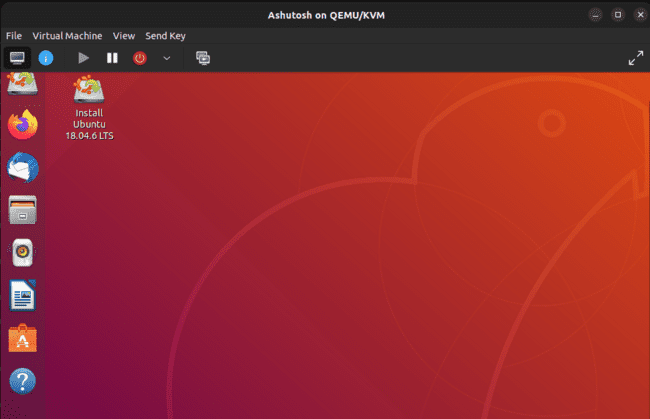 Ashutosh on QEMU/KVM
File Virtual Machine View Send Key
Install
Ubuntu
18.04.6 LTS